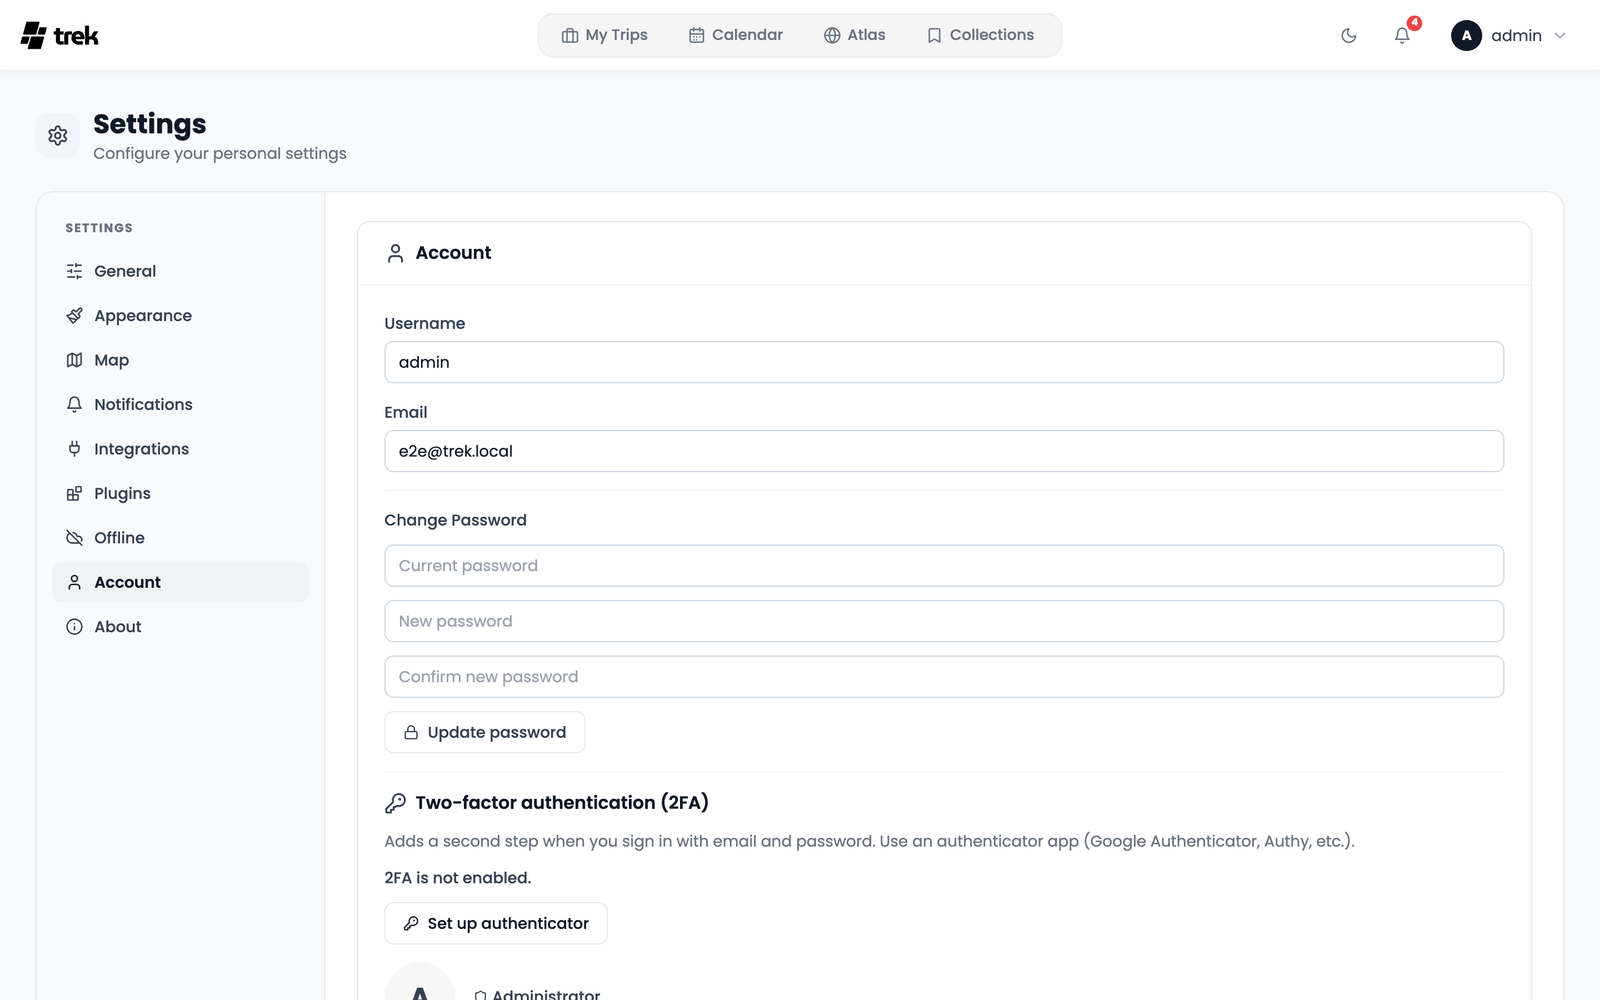 trek
My Trips
Calendar
Atlas
Collections
4
A
admin
Settings
Configure your personal settings
SETTINGS
General
Appearance
Map
Notifications
Integrations
Plugins
Offline
Account
About
Account
Username
admin
Email
e2e@trek.local
Change Password
Current password
New password
Confirm new password
Update password
Two-factor authentication (2FA)
Adds a second step when you sign in with email and password. Use an authenticator app (Google Authenticator, Authy, etc.).
2FA is not enabled.
Set up authenticator
A
Administrator